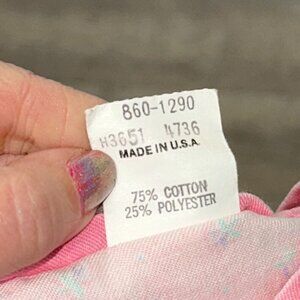 860-1290
H3651 4736
MADE IN U.S.A.
75% COTTON
25% POLYESTER